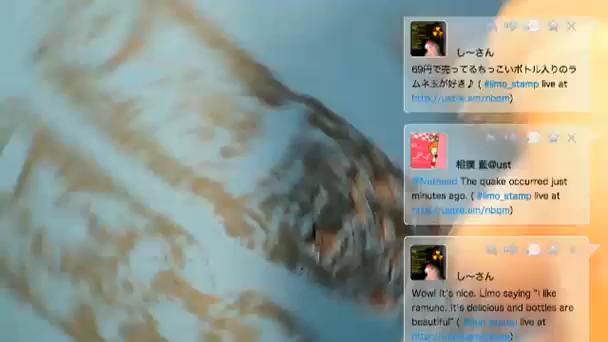 し〜さん
69円で売ってるちっこいボトル入りのラ
ムネ玉が好き♪ ( #limo_stamp live at
http://ustre.am/nbqm)
相撲 藍@ust
The quake occurred just
minutes ago. ( #limo_stamp live at
http://ustre.am/nbqm)
し〜さん
Wow! It's nice. Limo saying "I like
ramune. It's delicious and bottles are
beautiful" ( live at